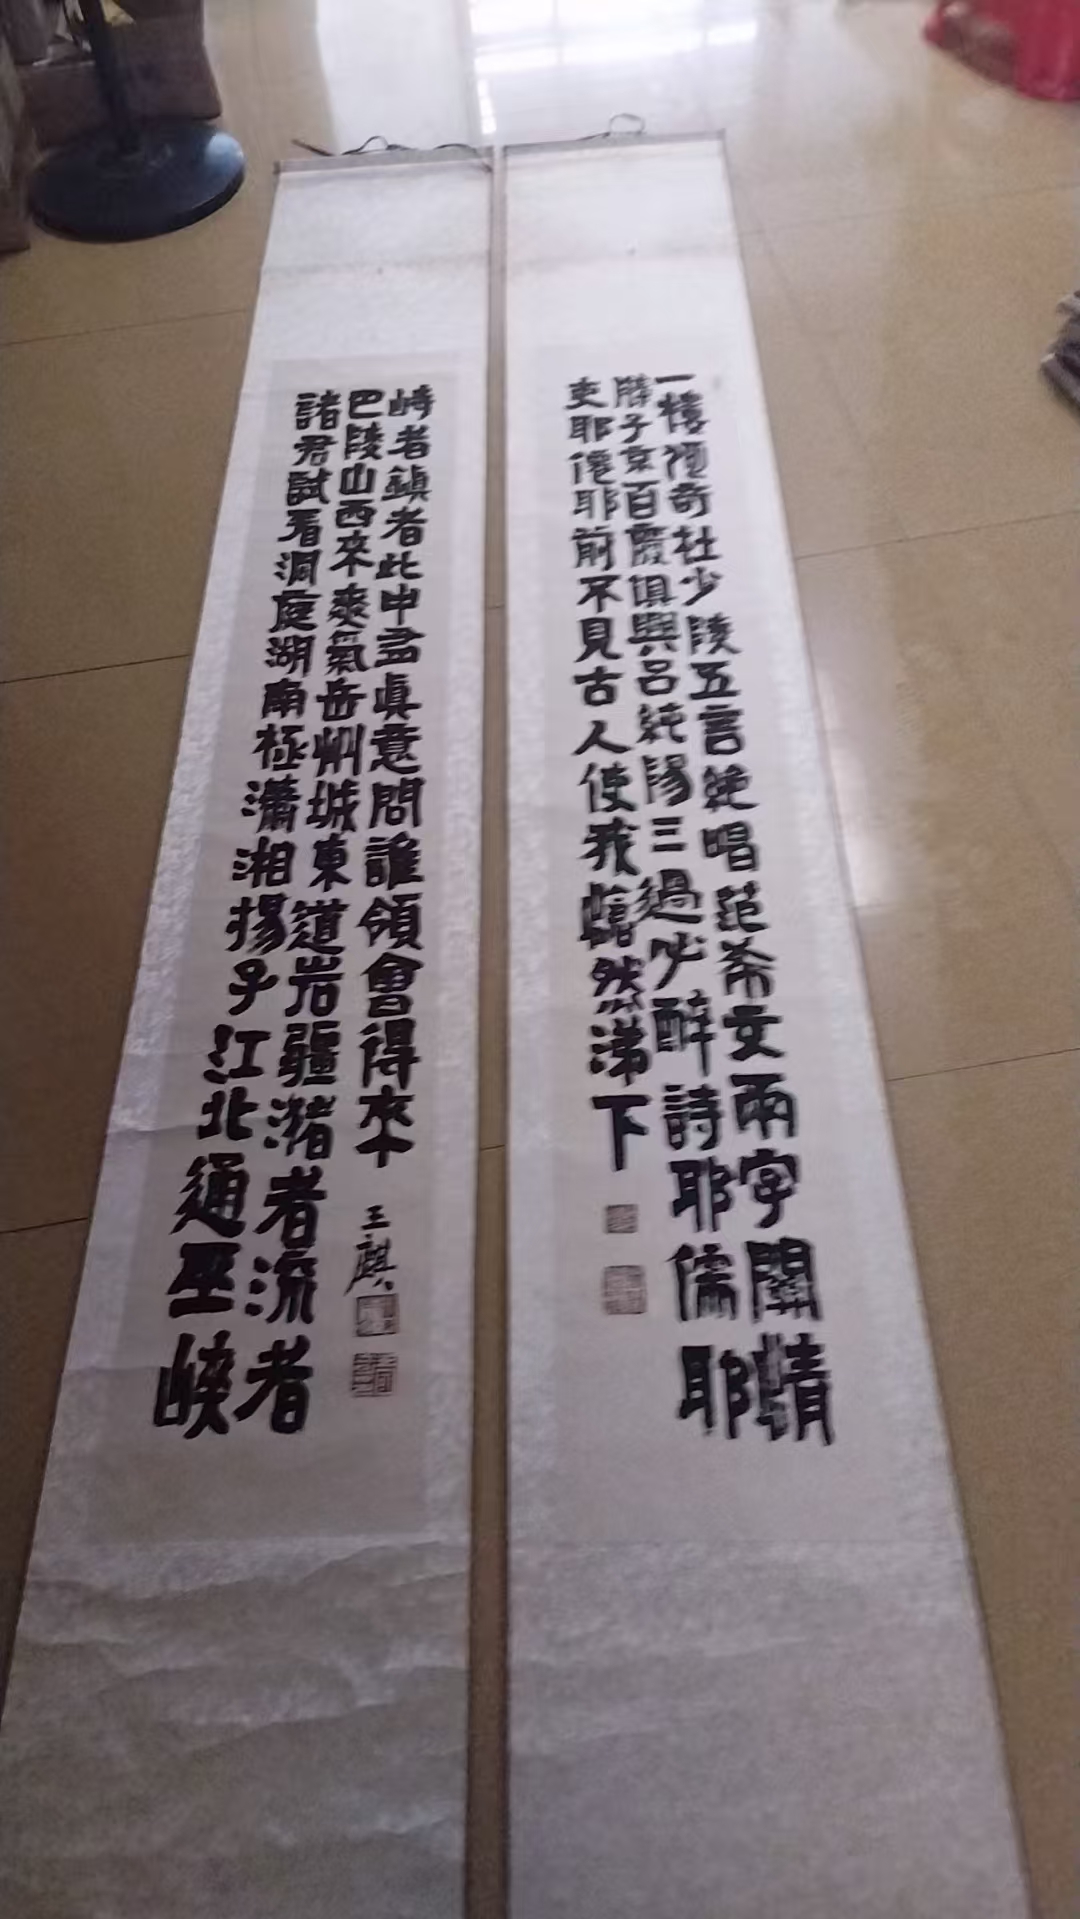 一樓何奇杜少陵五言絕唱范希文兩字關情
滕子京百廢俱興呂純陽三過必醉詩耶儒耶
吏耶僊耶前不見古人使我愴然涕下
諸君試看洞庭湖南極瀟湘揚子江北通巫峽
巴陵山西來爽氣岳州城東道岩疆瀦者流者
峙者鎮者此中有眞意問誰領會得來